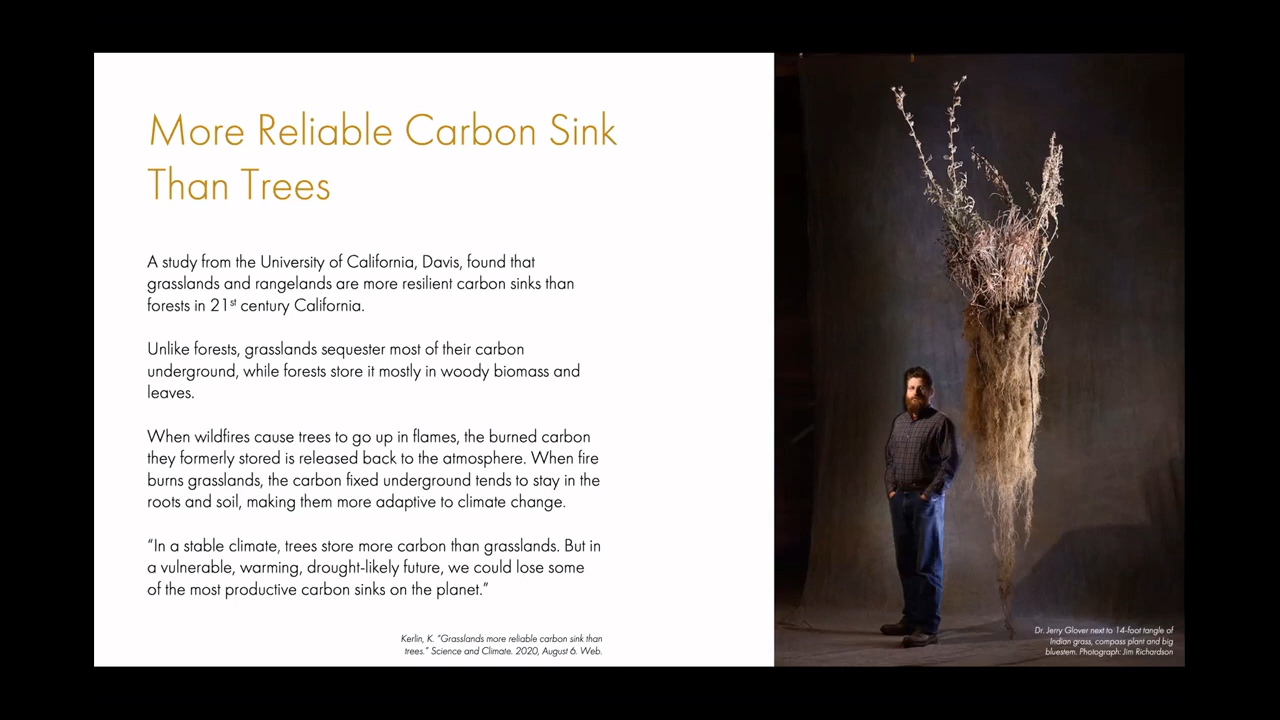 More Reliable Carbon Sink
Than Trees
A study from the University of California, Davis, found that
grasslands and rangelands are more resilient carbon sinks than
forests in 21st century California.
Unlike forests, grasslands sequester most of their carbon
underground, while forests store it mostly in woody biomass and
leaves.
When wildfires cause trees to go up in flames, the burned carbon
they formerly stored is released back to the atmosphere. When fire
burns grasslands, the carbon fixed underground tends to stay in the
roots and soil, making them more adaptive to climate change.
“In a stable climate, trees store more carbon than grasslands. But in
a vulnerable, warming, drought-likely future, we could lose some
of the most productive carbon sinks on the planet.”
Kerlin, K. “Grasslands more reliable carbon sink than
trees.” Science and Climate. 2020, August 6. Web.
Dr. Jerry Glover next to 14-foot tangle of
Indian grass, compass plant and big
bluestem. Photograph: Jim Richardson